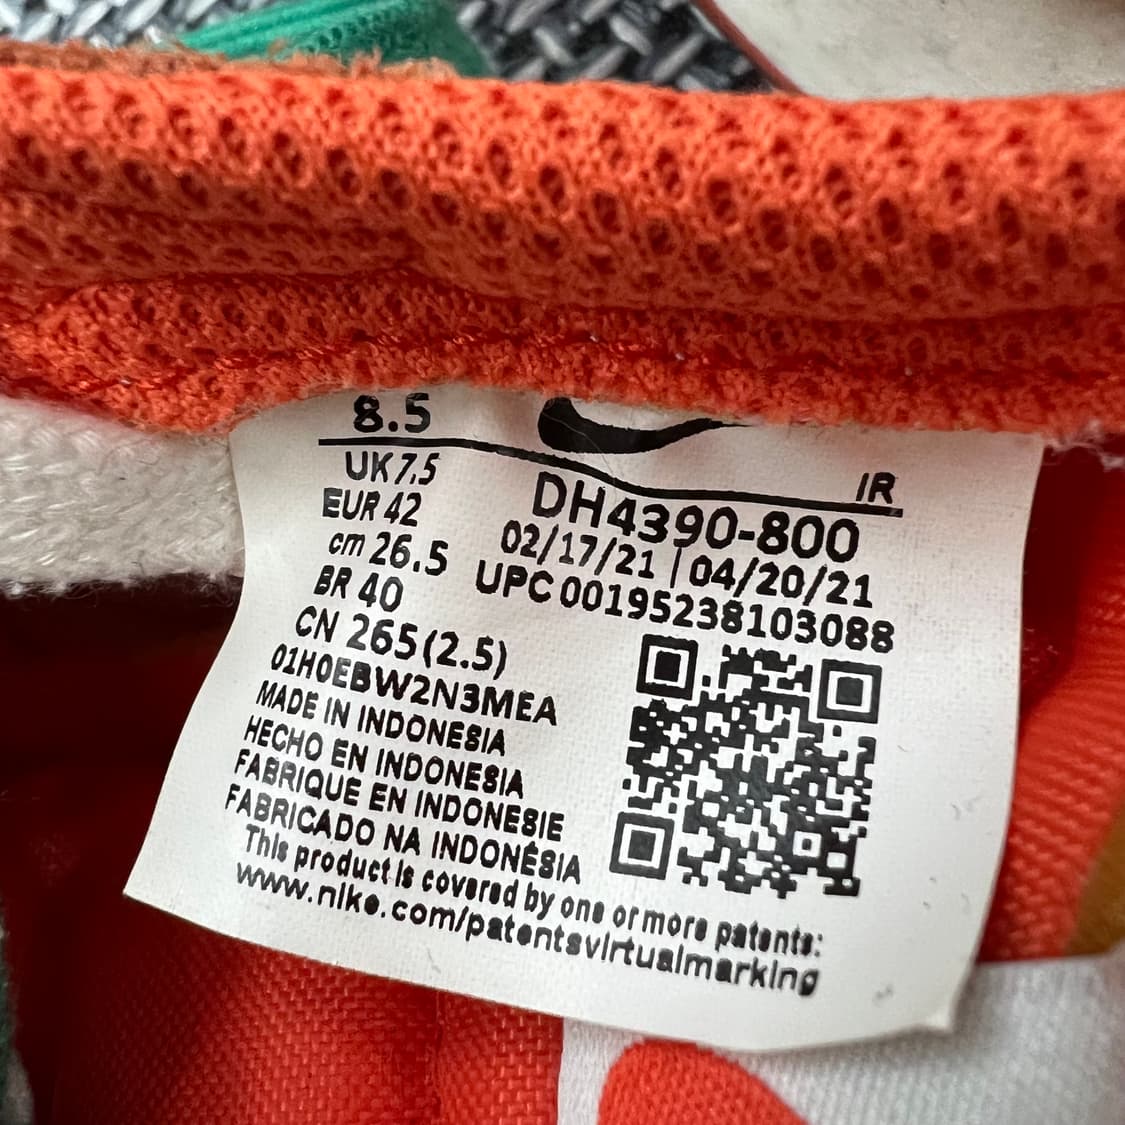 8.5
IR
UK 7.5
EUR 42
cm 26.5
BR 40
CN 265 (2.5)
DH4390-800
02/17/21 | 04/20/21
UPC 00195238103088
01H0EBW2N3MEA
MADE IN INDONESIA
HECHO EN INDONESIA
FABRIQUÉ EN INDONESIE
FABRICADO NA INDONÉSIA
This product is covered by one or more patents:
www.nike.com/patentsvirtualmarking